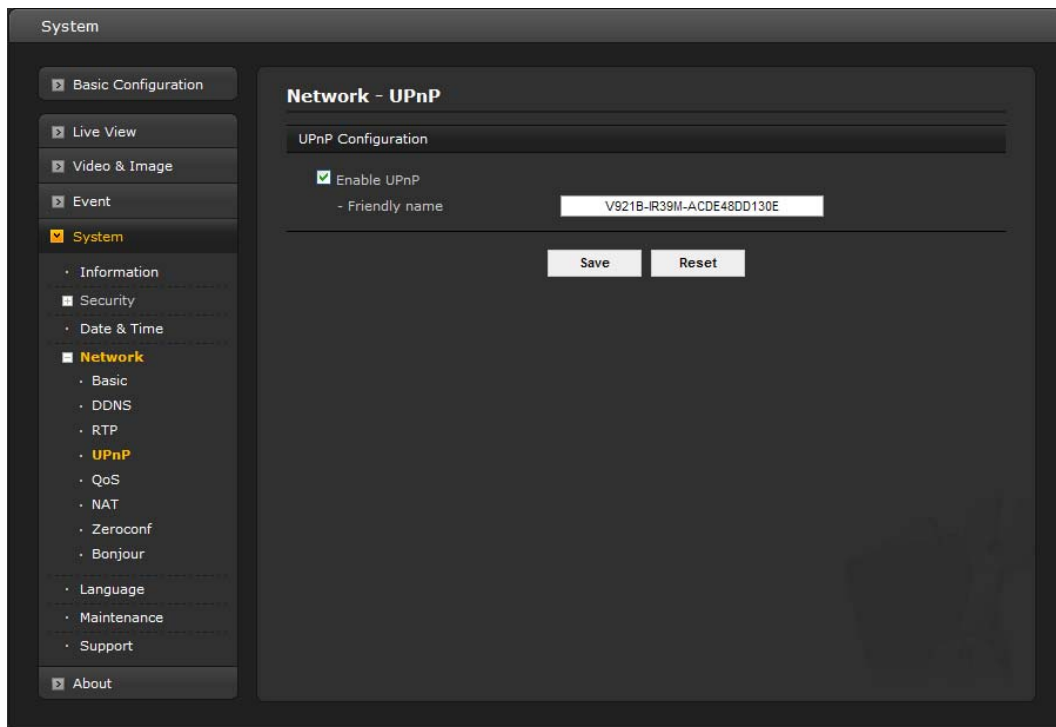 System
Basic Configuration
Live View
Video & Image
Event
System
Information
Security
Date & Time
Network
Basic
DDNS
RTP
UPnP
QoS
NAT
Zeroconf
Bonjour
Language
Maintenance
Support
About
Network - UPnP
UPnP Configuration
Enable UPnP
- Friendly name V921B-IR39M-ACDE48DD130E
Save Reset